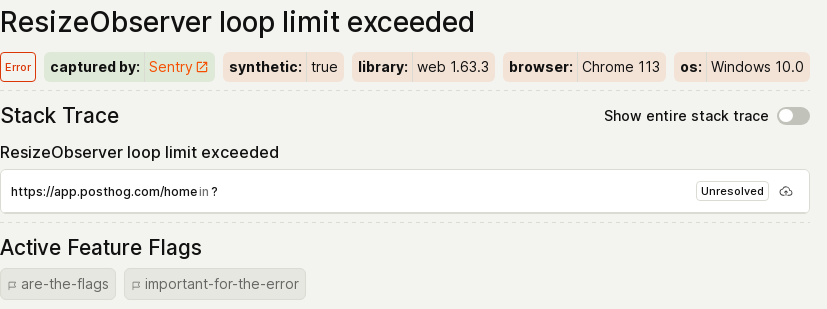 ResizeObserver loop limit exceeded
Error captured by: Sentry synthetic: true library: web 1.63.3 browser: Chrome 113 os: Windows 10.0
Stack Trace Show entire stack trace
ResizeObserver loop limit exceeded
https://app.posthog.com/home in ? Unresolved
Active Feature Flags
are-the-flags important-for-the-error